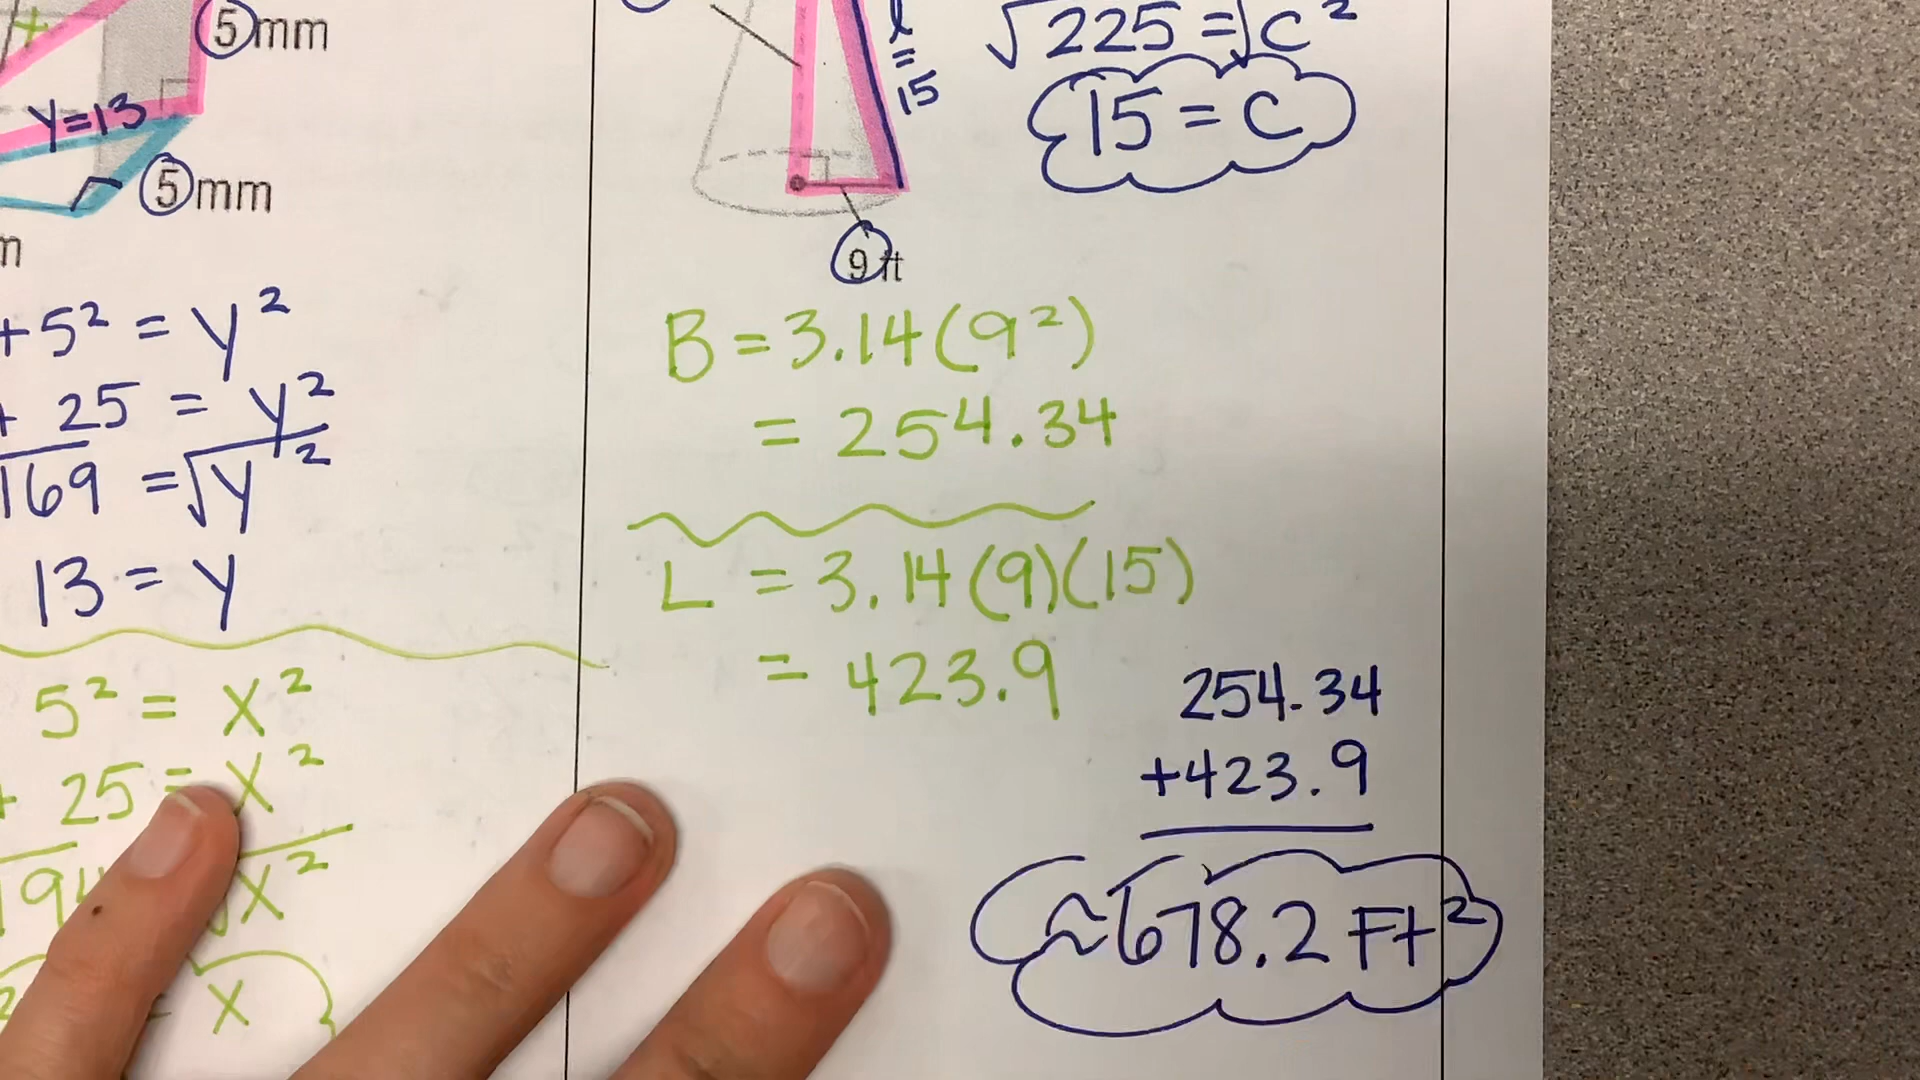 5mm
y=13
5mm
m
+5² = y²
+ 25 = y²
169 = √y²
13 = y
5² = x²
+ 25 = x²
194 √x²
= x
l = 15
9 ft
√225 = √c²
15 = c
B = 3.14(9²)
= 254.34
L = 3.14(9)(15)
= 423.9
254.34
+423.9
≈678.2 Ft²